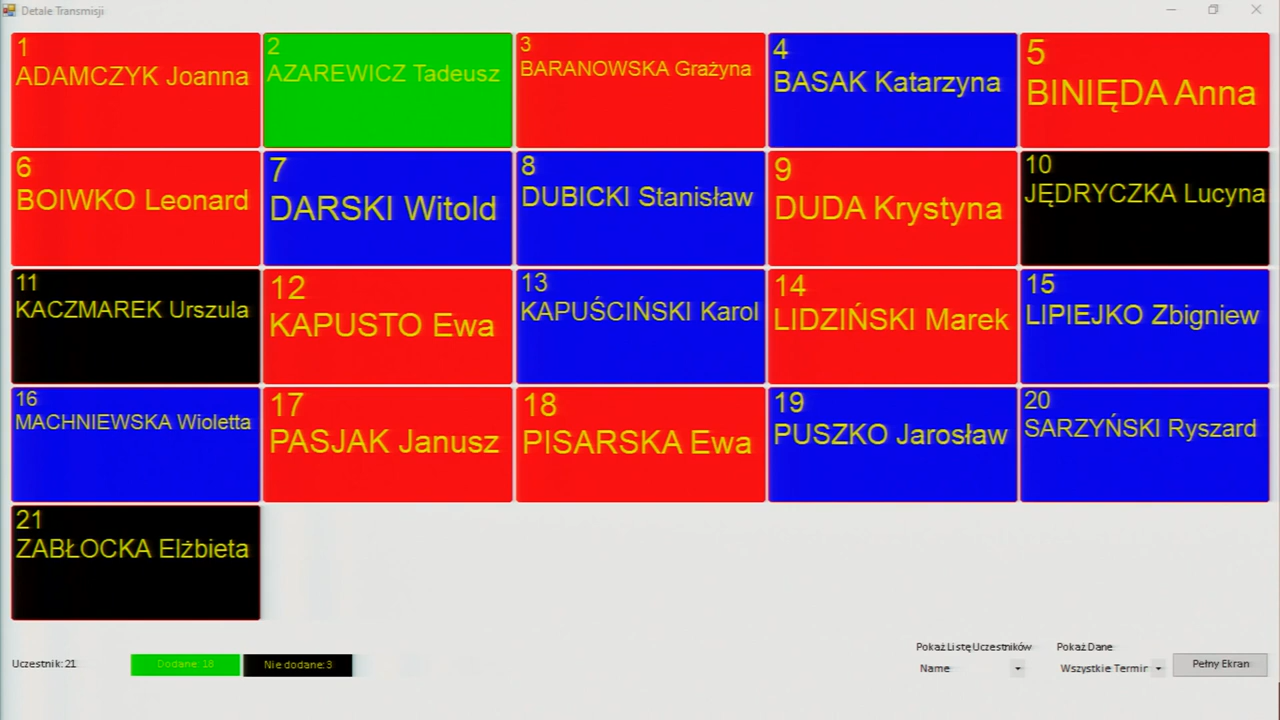 Detale Transmisji
1
ADAMCZYK Joanna
2
AZAREWICZ Tadeusz
3
BARANOWSKA Grażyna
4
BASAK Katarzyna
5
BINIĘDA Anna
6
BOIWKO Leonard
7
DARSKI Witold
8
DUBICKI Stanisław
9
DUDA Krystyna
10
JĘDRYCZKA Lucyna
11
KACZMAREK Urszula
12
KAPUSTO Ewa
13
KAPUŚCIŃSKI Karol
14
LIDZIŃSKI Marek
15
LIPIEJKO Zbigniew
16
MACHNIEWSKA Wioletta
17
PASJAK Janusz
18
PISARSKA Ewa
19
PUSZKO Jarosław
20
SARZYŃSKI Ryszard
21
ZABŁOCKA Elżbieta
Uczestnik: 21
Dodane: 18
Nie dodane: 3
Pokaż Listę Uczestników
Name
Pokaż Dane
Wszystkie Termir
Pełny Ekran